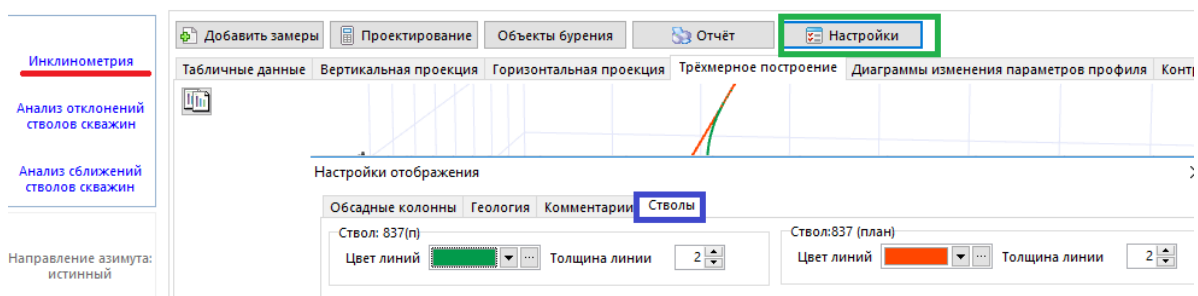 Добавить замеры Проектирование Объекты бурения Отчёт Настройки
Инклинометрия
Табличные данные Вертикальная проекция Горизонтальная проекция Трёхмерное построение Диаграммы изменения параметров профиля Конт
Анализ отклонений
стволов скважин
Анализ сближений
стволов скважин
Настройки отображения
Обсадные колонны Геология Комментарии Стволы
Ствол: 837(п) Ствол:837 (план)
Цвет линий Толщина линии 2 Цвет линий Толщина линии 2
Направление азимута:
истинный